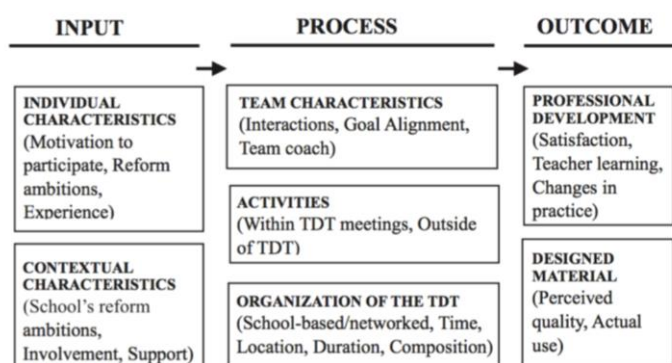 INPUT
PROCESS
OUTCOME
INDIVIDUAL
CHARACTERISTICS
(Motivation to
participate, Reform
ambitions,
Experience)
CONTEXTUAL
CHARACTERISTICS
(School's reform
ambitions,
Involvement, Support)
TEAM CHARACTERISTICS
(Interactions, Goal Alignment,
Team coach)
ACTIVITIES
(Within TDT meetings, Outside
of TDT)
ORGANIZATION OF THE TDT
(School-based/networked, Time,
Location, Duration, Composition)
PROFESSIONAL
DEVELOPMENT
(Satisfaction,
Teacher learning,
Changes in
practice)
DESIGNED
MATERIAL
(Perceived
quality, Actual
use)